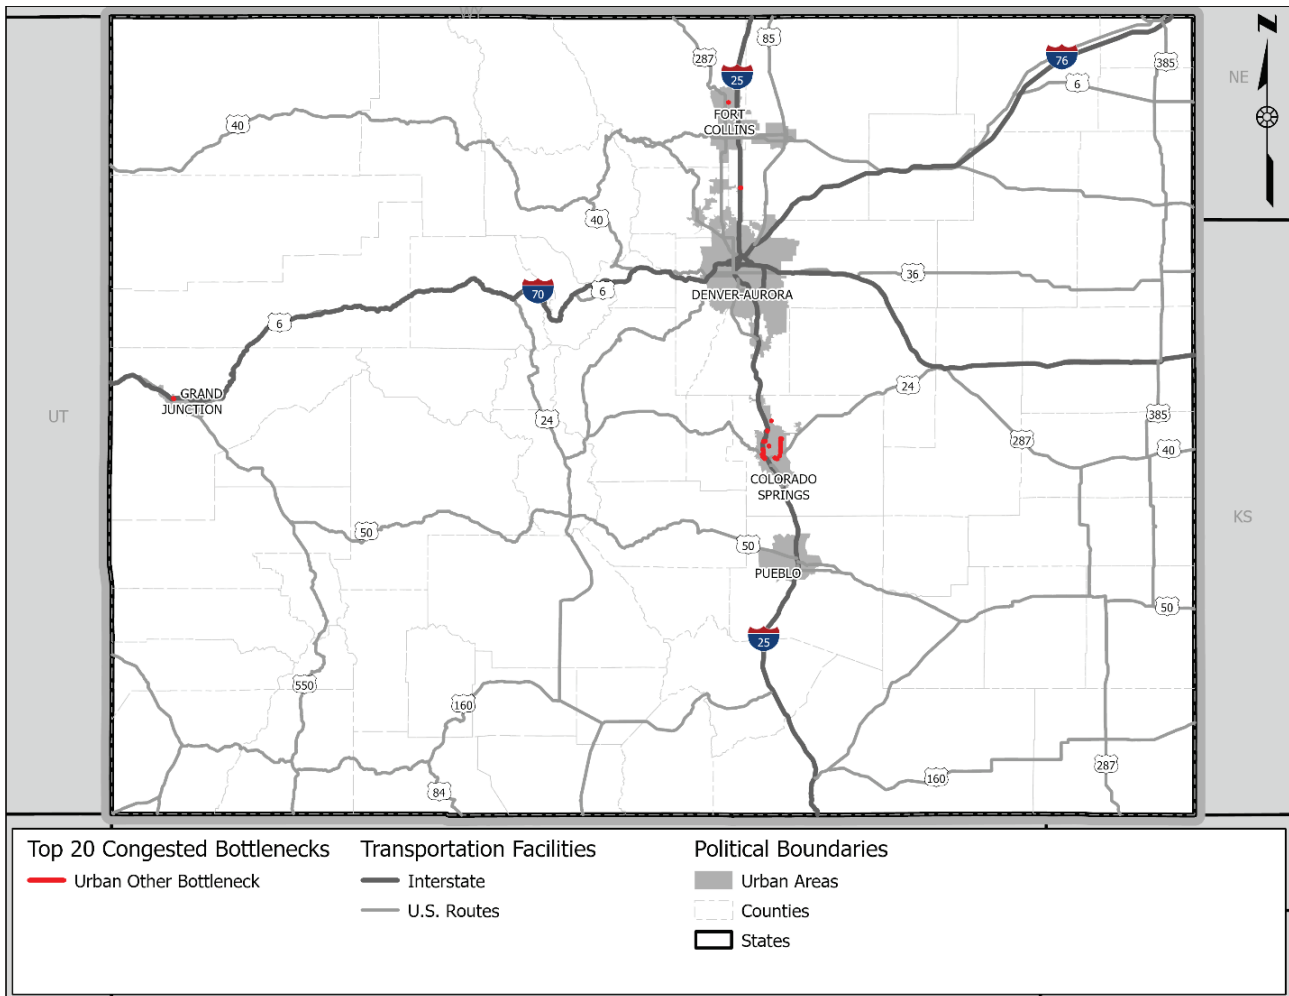 WY
N
85
287
25
76
385
NE
6
FORT
COLLINS
40
40
36
DENVER-AURORA
70
6
6
GRAND
JUNCTION
24
UT
24
385
287
40
COLORADO
SPRINGS
KS
50
50
PUEBLO
50
25
550
160
287
160
84
Top 20 Congested Bottlenecks
Urban Other Bottleneck
Transportation Facilities
Interstate
U.S. Routes
Political Boundaries
Urban Areas
Counties
States